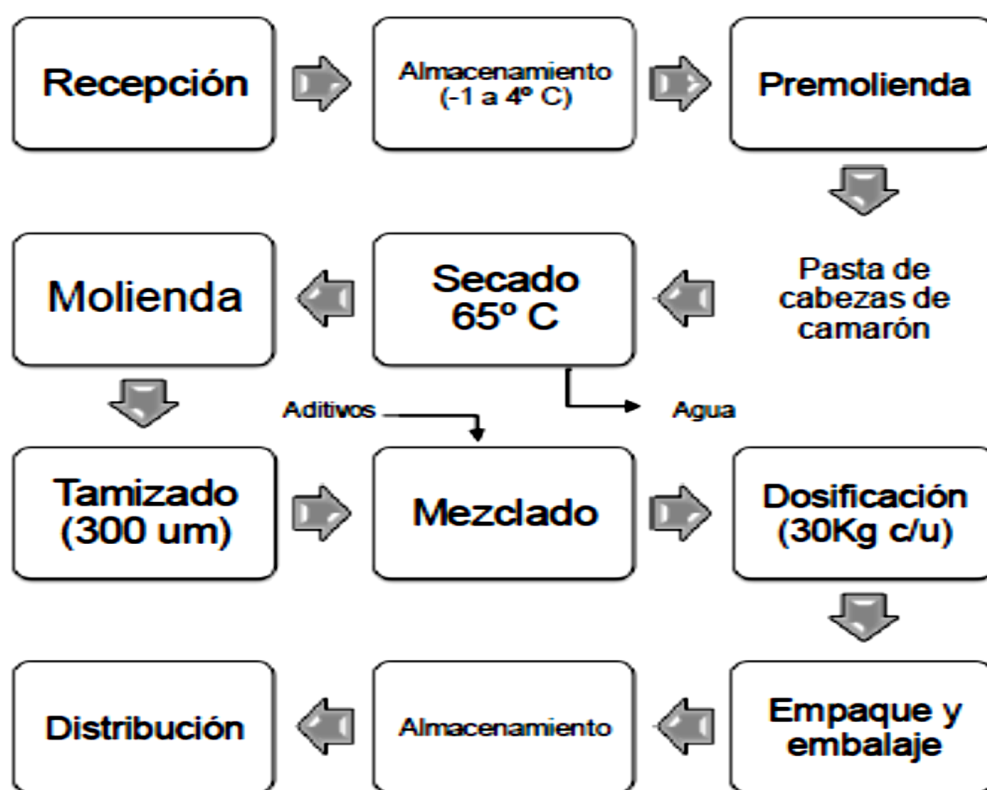 Recepción
Almacenamiento
(-1 a 4º C)
Premolienda
Pasta de
cabezas de
camarón
Secado
65º C
Molienda
Aditivos
Agua
Tamizado
(300 um)
Mezclado
Dosificación
(30Kg c/u)
Empaque y
embalaje
Almacenamiento
Distribución